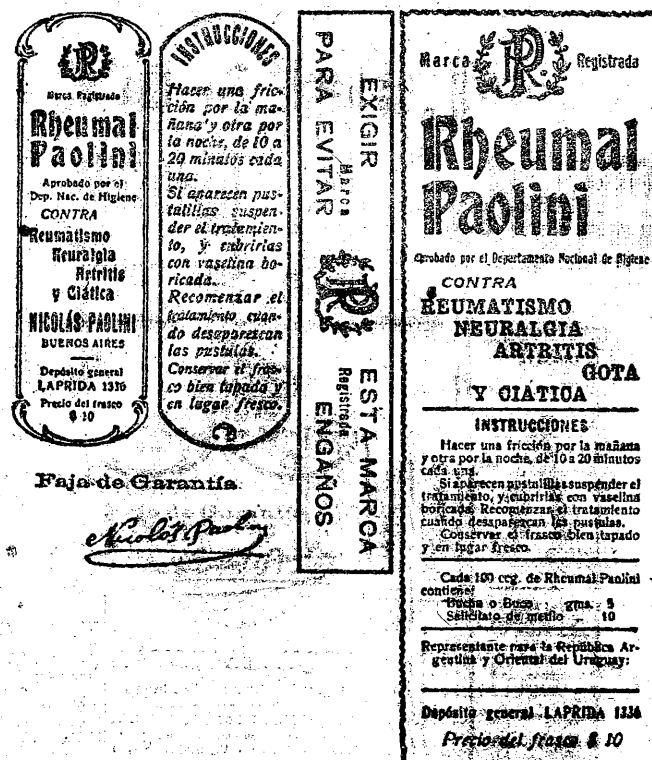 Marca Registrada
Rheumal
Paolini
Aprobado por el
Dep. Nac. de Higiene
CONTRA
Reumatismo
Neuralgia
Artritis
y Ciática
NICOLÁS PAOLINI
BUENOS AIRES
Depósito general
LAPRIDA 1336
Precio del frasco
$ 10
INSTRUCCIONES
Hacer una fric-
ción por la ma-
ñana y otra por
la noche, de 10 a
20 minutos cada
una.
Si aparecen pus-
tulillas suspen-
der el tratamien-
to, y cubrirlas
con vaselina bo-
ricada.
Recomenzar el
tratamiento cuan-
do desaparezcan
las pustulas.
Conservar el fras-
co bien tapado y
en lugar fresco.
Faja de Garantía
Nicolás Paolini
EXIGIR ESTA MARCA
Marca Registrada
PARA EVITAR ENGAÑOS
Marca PR Registrada
Rheumal
Paolini
Aprobado por el Departamento Nacional de Higiene
CONTRA
REUMATISMO
NEURALGIA
ARTRITIS
GOTA
Y CIÁTICA
INSTRUCCIONES
Hacer una fricción por la mañana
y otra por la noche, de 10 a 20 minutos
cada una.
Si aparecen pustulillas suspender el
tratamiento, y cubrirlas con vaselina
boricada. Recomenzar el tratamiento
cuando desaparezcan las pustulas.
Conservar el frasco bien tapado
y en lugar fresco.
Cada 100 ccg. de Rheumal Paolini
contiene:
o gms. 5
Salicilato de 10
Representante para la República Ar-
gentina y Oriental del Uruguay:
Depósito general LAPRIDA 1336
Precio del frasco $ 10